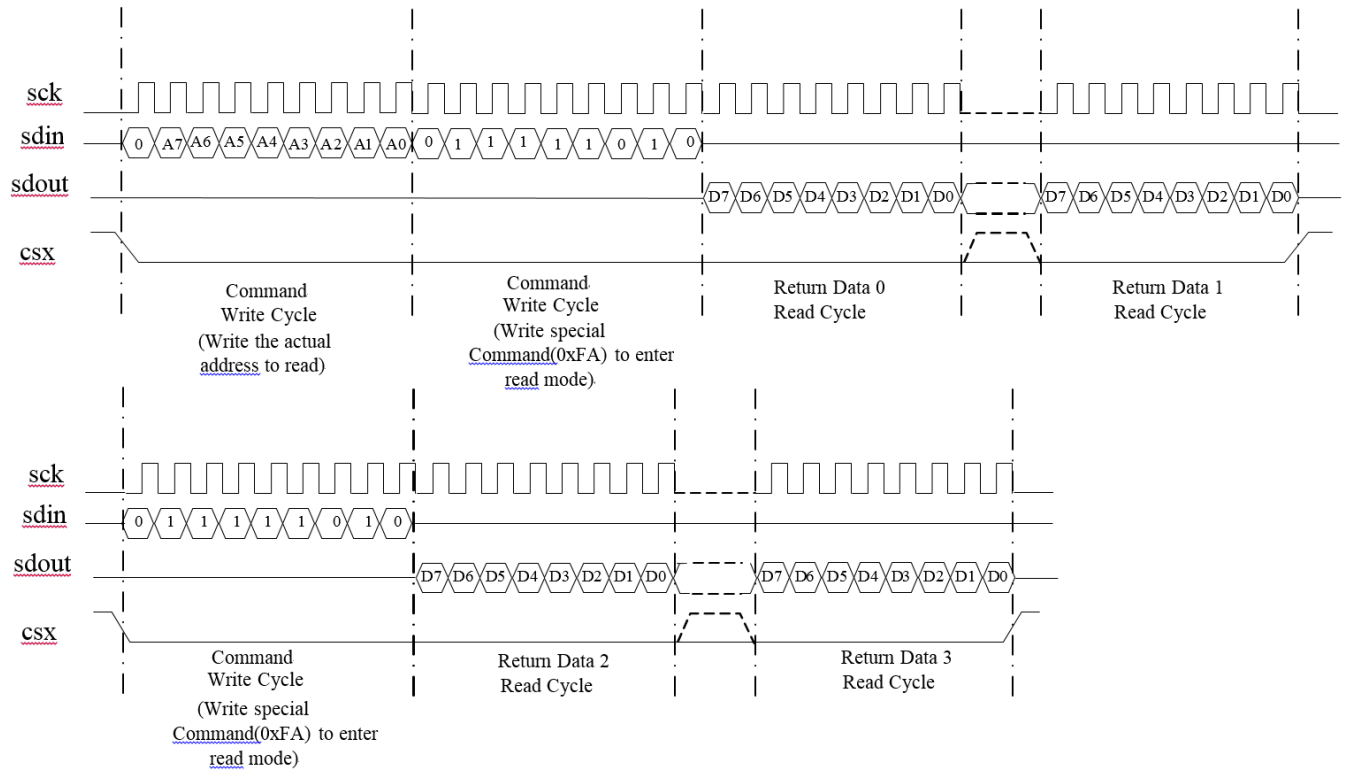 sck
sdin
0 A7 A6 A5 A4 A3 A2 A1 A0 0 1 1 1 1 1 0 1 0
sdout
D7 D6 D5 D4 D3 D2 D1 D0 D7 D6 D5 D4 D3 D2 D1 D0
csx
Command
Write Cycle
(Write the actual
address to read)
Command
Write Cycle
(Write special
Command(0xFA) to enter
read mode)
Return Data 0
Read Cycle
Return Data 1
Read Cycle
sck
sdin
0 1 1 1 1 1 0 1 0
sdout
D7 D6 D5 D4 D3 D2 D1 D0 D7 D6 D5 D4 D3 D2 D1 D0
csx
Command
Write Cycle
(Write special
Command(0xFA) to enter
read mode)
Return Data 2
Read Cycle
Return Data 3
Read Cycle